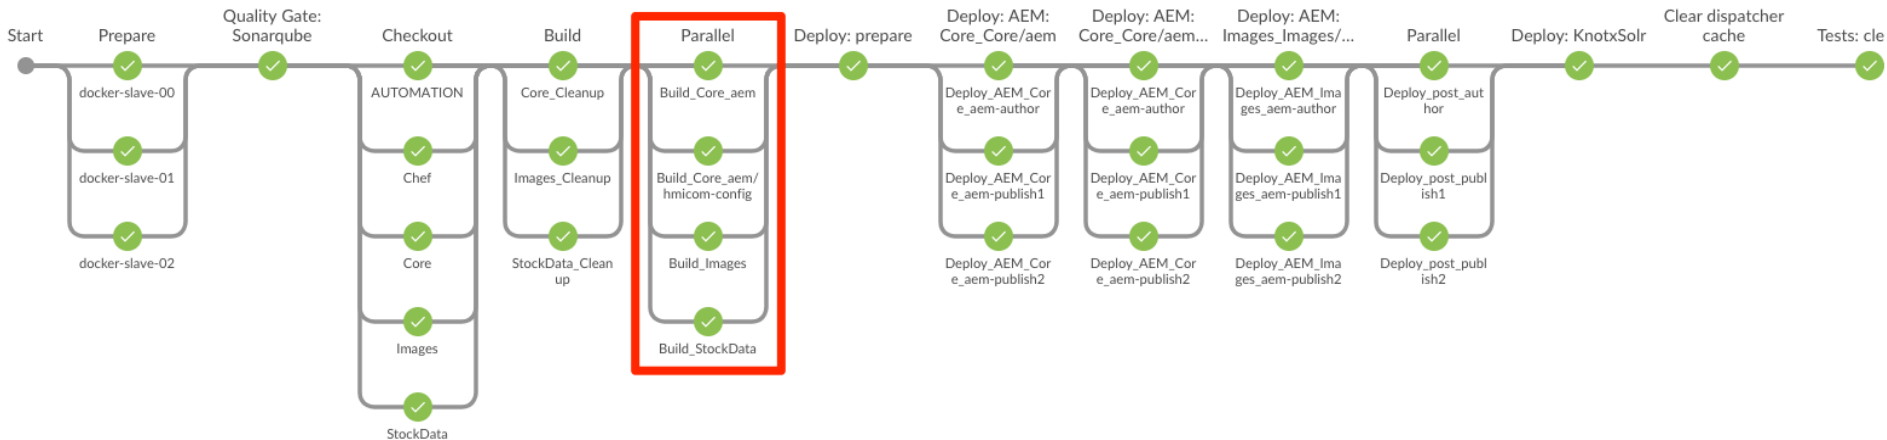 Start
Prepare
Quality Gate:
Sonarqube
Checkout
Build
Parallel
Deploy: prepare
Deploy: AEM:
Core_Core/aem
Deploy: AEM:
Core_Core/aem...
Deploy: AEM:
Images_Images/...
Parallel
Deploy: KnotxSolr
Clear dispatcher
cache
Tests: cle
docker-slave-00
docker-slave-01
docker-slave-02
AUTOMATION
Chef
Core
Images
StockData
Core_Cleanup
Images_Cleanup
StockData_Clean
up
Build_Core_aem
Build_Core_aem/
hmicom-config
Build_Images
Build_StockData
Deploy_AEM_Cor
e_aem-author
Deploy_AEM_Cor
e_aem-publish1
Deploy_AEM_Cor
e_aem-publish2
Deploy_AEM_Cor
e_aem-author
Deploy_AEM_Cor
e_aem-publish1
Deploy_AEM_Cor
e_aem-publish2
Deploy_AEM_Ima
ges_aem-author
Deploy_AEM_Ima
ges_aem-publish1
Deploy_AEM_Ima
ges_aem-publish2
Deploy_post_aut
hor
Deploy_post_publ
ish1
Deploy_post_publ
ish2